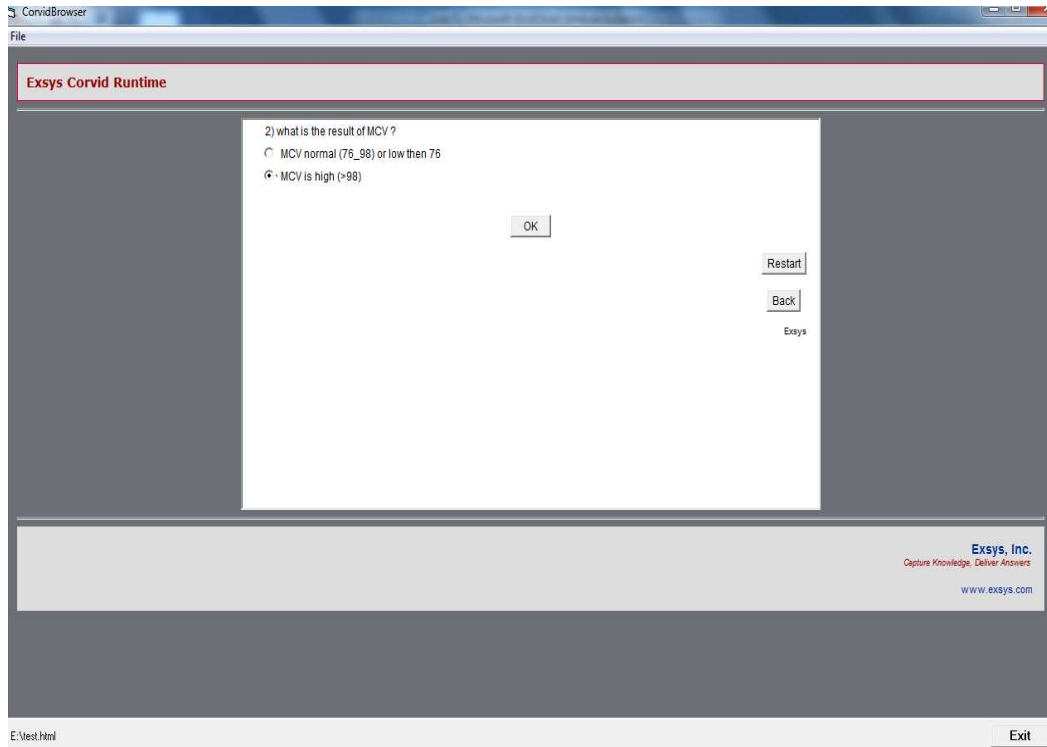 CorvidBrowser
File
Exsys Corvid Runtime
2) what is the result of MCV ?
MCV normal (76_98) or low then 76
MCV is high (>98)
OK
Restart
Back
Exsys
Exsys, Inc.
Capture Knowledge, Deliver Answers
www.exsys.com
E:\test.html
Exit